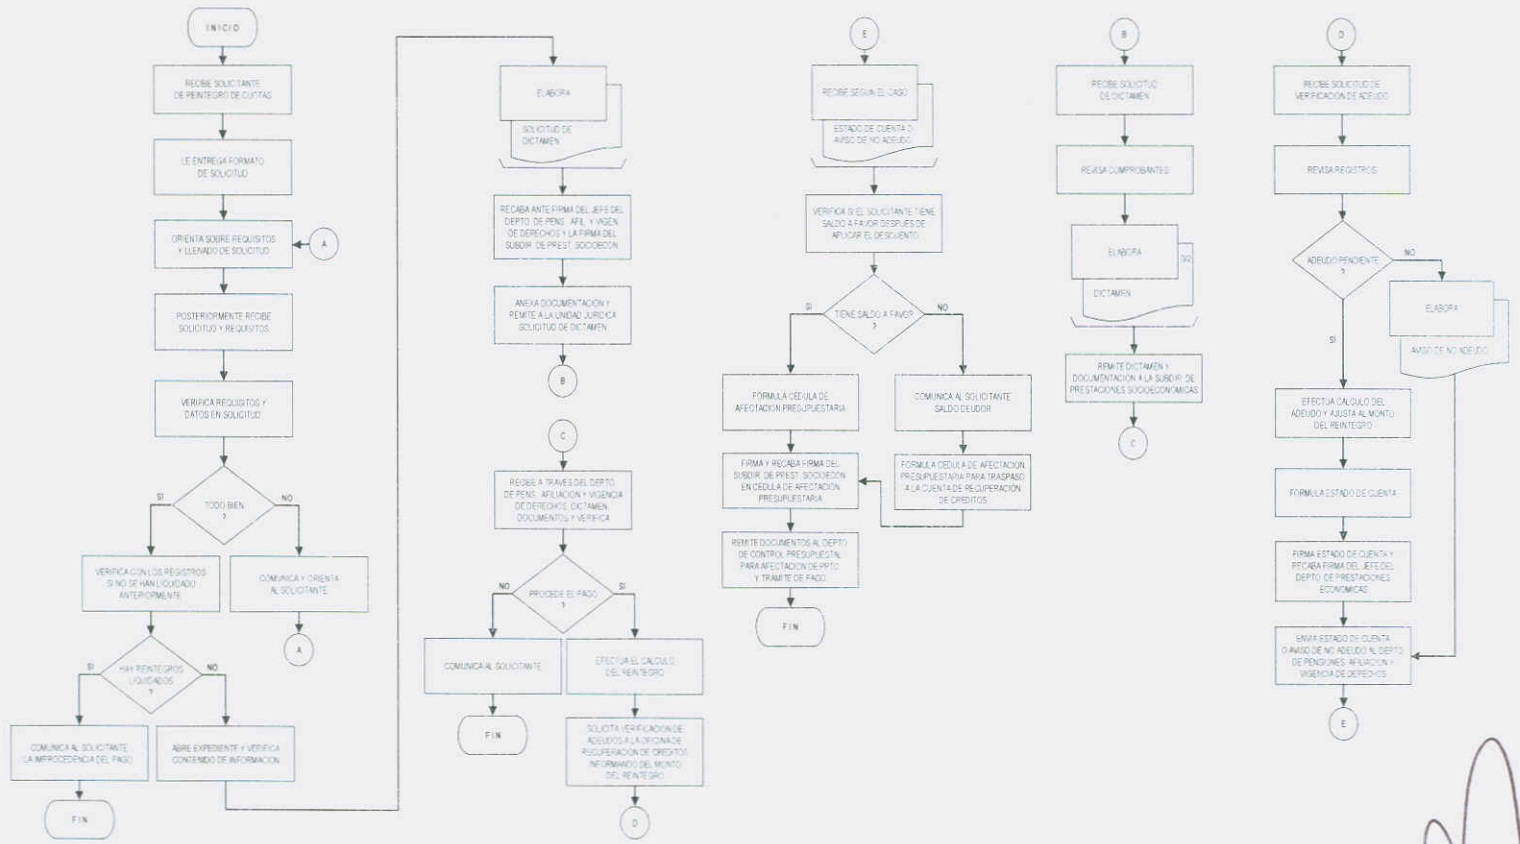 INICIO
RECIBE SOLICITANTE
DE REINTEGRO DE CUOTAS
LE ENTREGA FORMATO
DE SOLICITUD
ORIENTA SOBRE REQUISITOS
Y LLENADO DE SOLICITUD
A
POSTERIORMENTE RECIBE
SOLICITUD Y REQUISITOS
VERIFICA REQUISITOS Y
DATOS EN SOLICITUD
TODO BIEN
?
SI
NO
VERIFICA CON LOS REGISTROS
SI NO SE HAN LIQUIDADO
ANTERIORMENTE
COMUNICA Y ORIENTA
AL SOLICITANTE
A
HAY REINTEGROS
LIQUIDADOS
?
SI
NO
COMUNICA AL SOLICITANTE
LA IMPROCEDENCIA DEL PAGO
ABRE EXPEDIENTE Y VERIFICA
CONTENIDO DE INFORMACION
FIN
ELABORA
SOLICITUD DE
DICTAMEN
RECABA ANTE FIRMA DEL JEFE DEL
DEPTO. DE PENS. AFIL. Y VIGEN.
DE DERECHOS Y LA FIRMA DEL
SUBDIR. DE PREST. SOCIOECON.
ANEXA DOCUMENTACION Y
REMITE A LA UNIDAD JURIDICA
SOLICITUD DE DICTAMEN
B
C
RECIBE A TRAVES DEL DEPTO.
DE PENS. AFILIACION Y VIGENCIA
DE DERECHOS, DICTAMEN,
DOCUMENTOS Y VERIFICA
PROCEDE EL PAGO
?
NO
SI
COMUNICA AL SOLICITANTE
EFECTUA EL CALCULO
DEL REINTEGRO
FIN
SOLICITA VERIFICACION DE
ADEUDOS A LA OFICINA DE
RECUPERACION DE CREDITOS
INFORMANDO DEL MONTO
DEL REINTEGRO
D
E
RECIBE SEGUN EL CASO
ESTADO DE CUENTA O
AVISO DE NO ADEUDO
VERIFICA SI EL SOLICITANTE TIENE
SALDO A FAVOR DESPUES DE
APLICAR EL DESCUENTO
TIENE SALDO A FAVOR
?
SI
NO
FORMULA CEDULA DE
AFECTACION PRESUPUESTARIA
COMUNICA AL SOLICITANTE
SALDO DEUDOR
FIRMA Y RECABA FIRMA DEL
SUBDIR. DE PREST. SOCIOECON.
EN CEDULA DE AFECTACION
PRESUPUESTARIA
FORMULA CEDULA DE AFECTACION
PRESUPUESTARIA PARA TRASPASO
A LA CUENTA DE RECUPERACION
DE CREDITOS
REMITE DOCUMENTOS AL DEPTO.
DE CONTROL PRESUPUESTAL
PARA AFECTACION DE PPTO.
Y TRAMITE DE PAGO
FIN
B
RECIBE SOLICITUD
DE DICTAMEN
REVISA COMPROBANTES
ELABORA
DICTAMEN
REMITE DICTAMEN Y
DOCUMENTACION A LA SUBDIR. DE
PRESTACIONES SOCIOECONOMICAS
C
D
RECIBE SOLICITUD DE
VERIFICACION DE ADEUDO
REVISA REGISTROS
ADEUDO PENDIENTE
?
NO
SI
ELABORA
AVISO DE NO ADEUDO
EFECTUA CALCULO DEL
ADEUDO Y AJUSTA AL MONTO
DEL REINTEGRO
FORMULA ESTADO DE CUENTA
FIRMA ESTADO DE CUENTA Y
RECABA FIRMA DEL JEFE DEL
DEPTO. DE PRESTACIONES
ECONOMICAS
ENVIA ESTADO DE CUENTA
O AVISO DE NO ADEUDO AL DEPTO.
DE PENSIONES AFILIACION Y
VIGENCIA DE DERECHOS
E